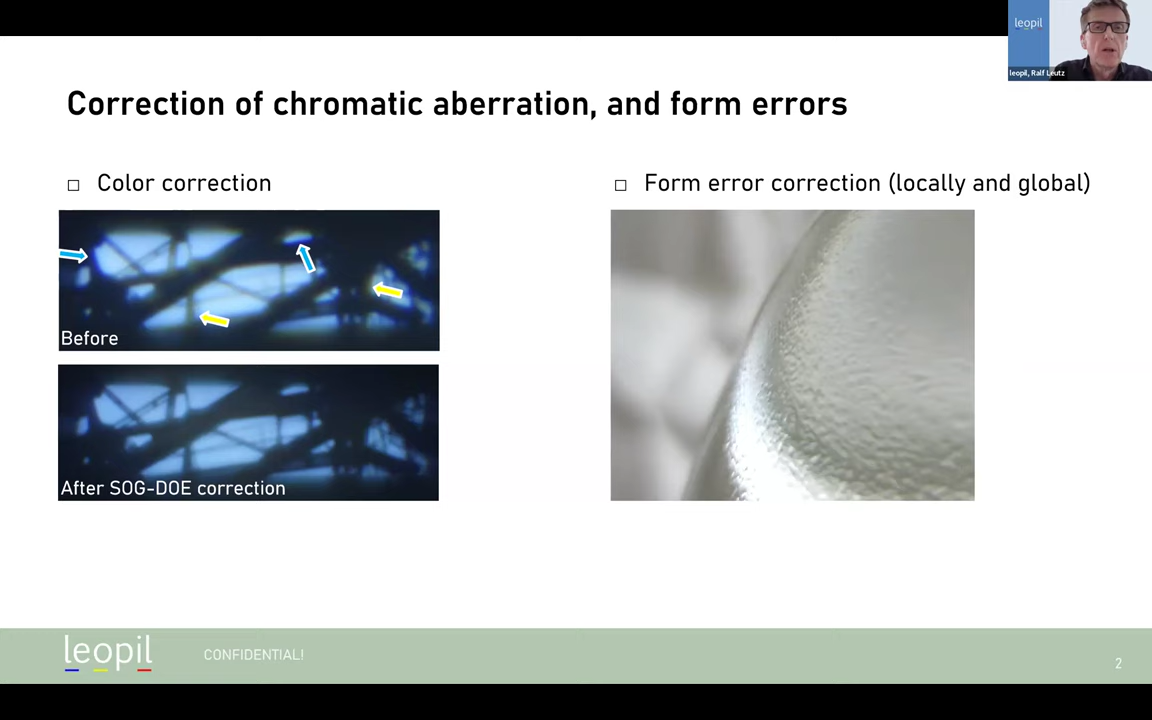 leopil
leopil, Ralf Leutz
Correction of chromatic aberration, and form errors
Color correction
Before
After SOG-DOE correction
Form error correction (locally and global)
leopil
CONFIDENTIAL!
2